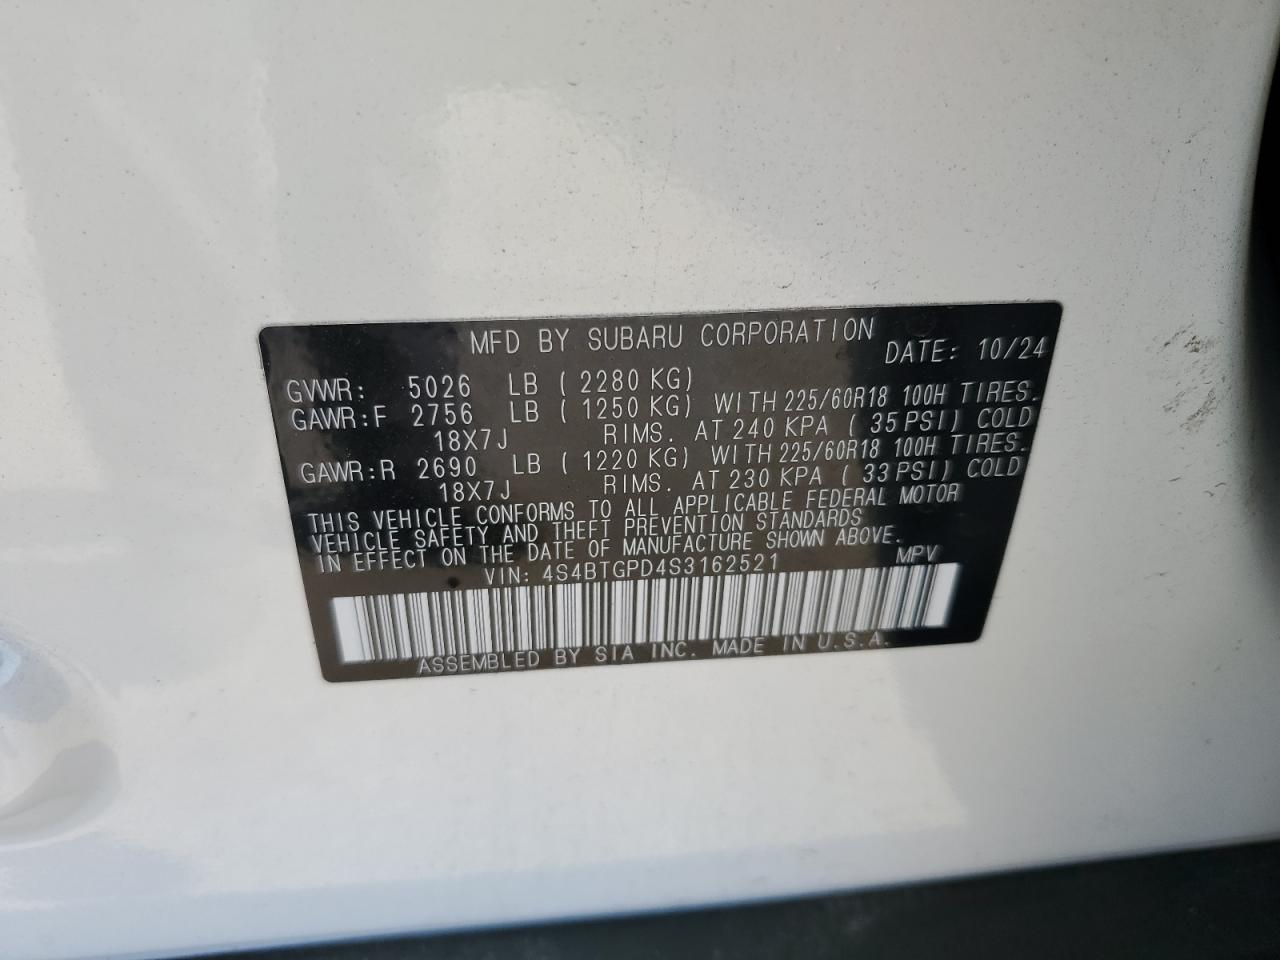 MFD BY SUBARU CORPORATION
DATE: 10/24
GVWR: 5026 LB ( 2280 KG)
GAWR:F 2756 LB ( 1250 KG) WITH 225/60R18 100H TIRES.
18X7J RIMS. AT 240 KPA ( 35 PSI) COLD
GAWR:R 2690 LB ( 1220 KG) WITH 225/60R18 100H TIRES.
18X7J RIMS. AT 230 KPA ( 33 PSI) COLD
THIS VEHICLE CONFORMS TO ALL APPLICABLE FEDERAL MOTOR
VEHICLE SAFETY AND THEFT PREVENTION STANDARDS
IN EFFECT ON THE DATE OF MANUFACTURE SHOWN ABOVE.
VIN: 4S4BTGPD4S3162521 MPV
ASSEMBLED BY SIA INC. MADE IN U.S.A.